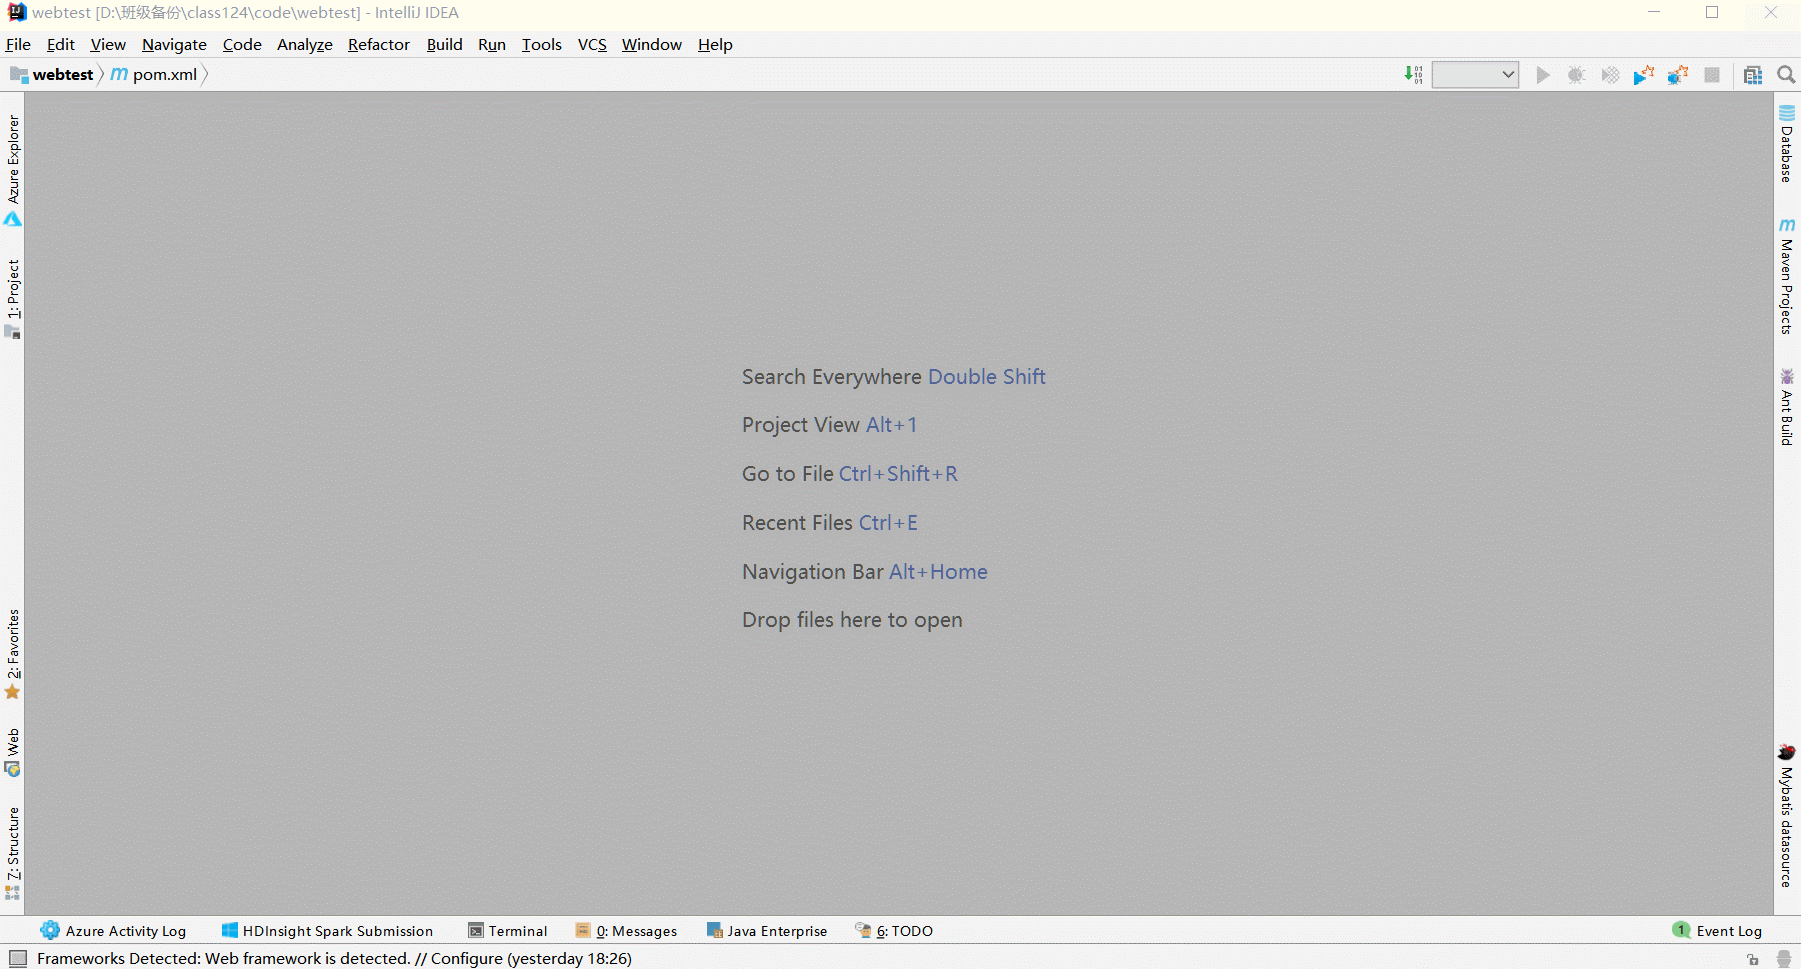 webtest [D:\班级备份\class124\code\webtest] - IntelliJ IDEA
File Edit View Navigate Code Analyze Refactor Build Run Tools VCS Window Help
webtest pom.xml
Azure Explorer
1: Project
2: Favorites
Web
7: Structure
Search Everywhere Double Shift
Project View Alt+1
Go to File Ctrl+Shift+R
Recent Files Ctrl+E
Navigation Bar Alt+Home
Drop files here to open
Database
Maven Projects
Ant Build
Mybatis datasource
Azure Activity Log HDInsight Spark Submission Terminal 0: Messages Java Enterprise 6: TODO 1 Event Log
Frameworks Detected: Web framework is detected. // Configure (yesterday 18:26)